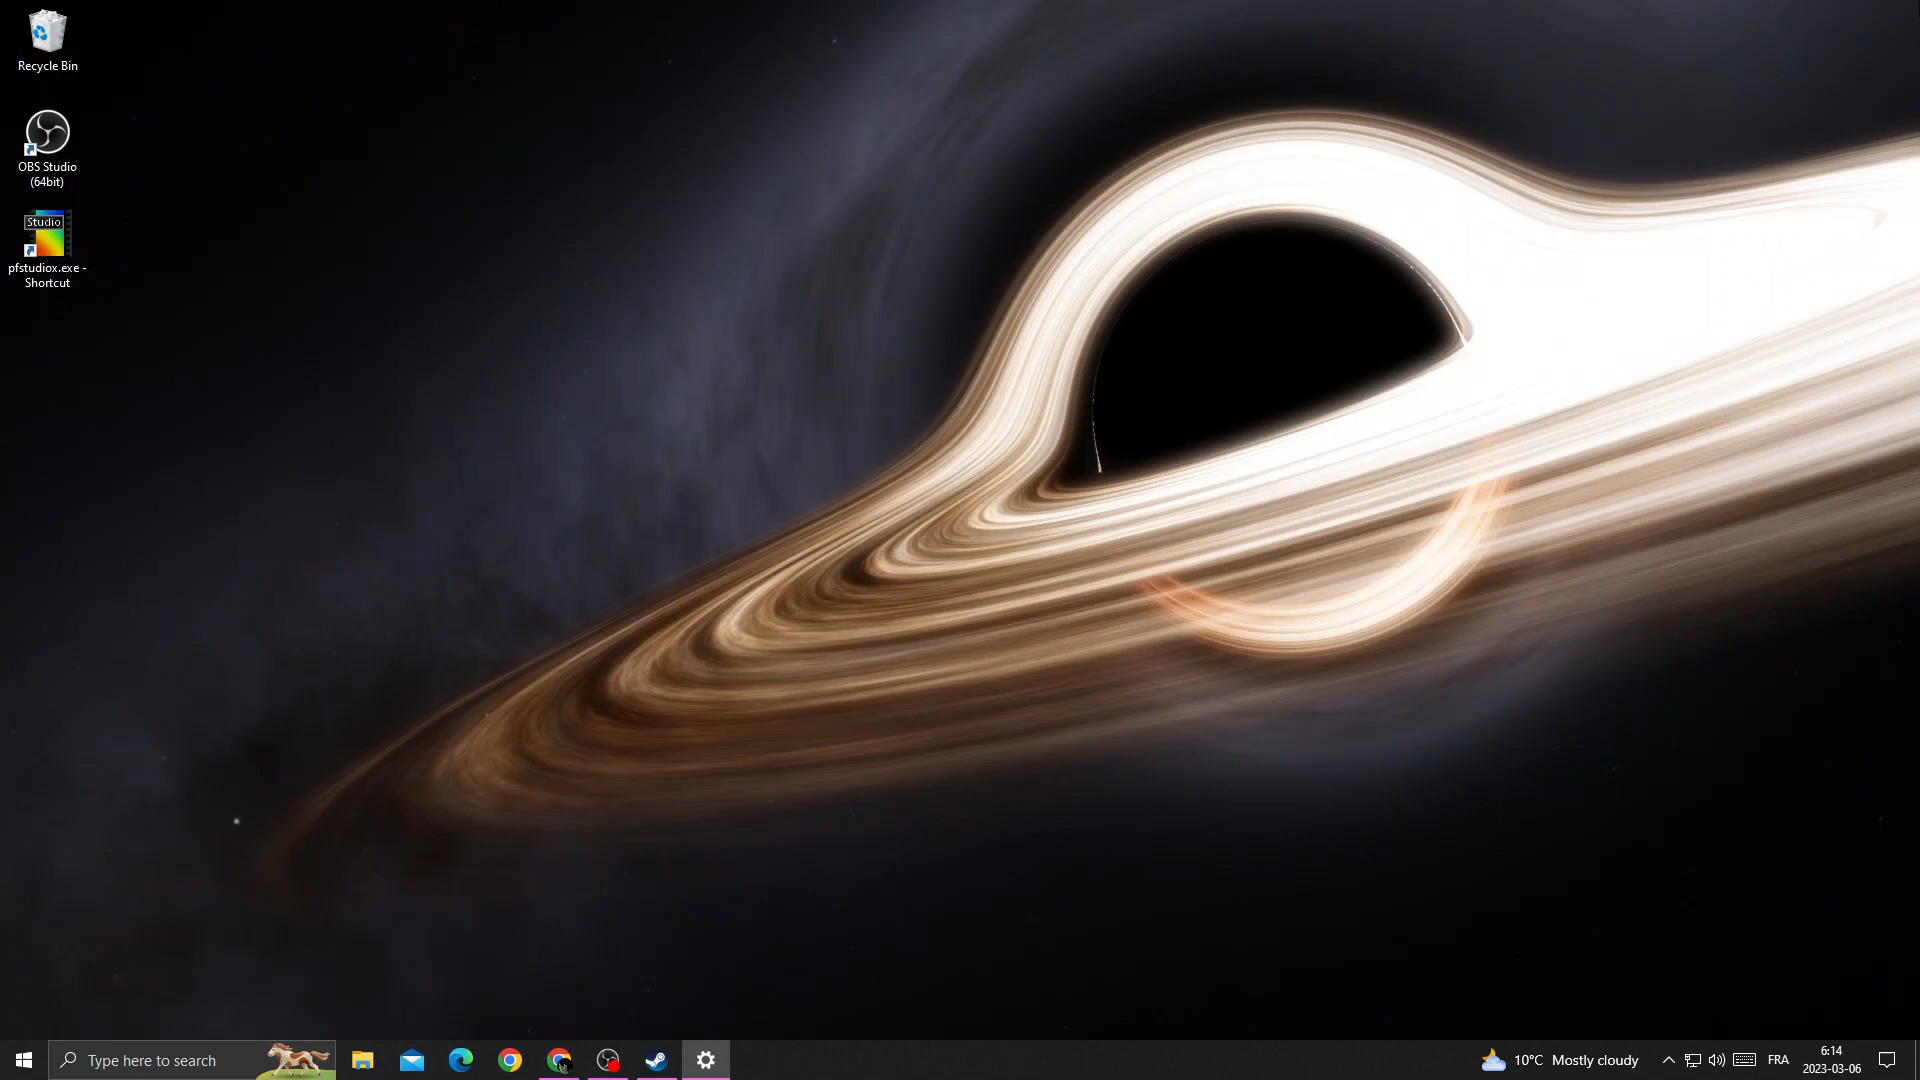 Recycle Bin
OBS Studio
(64bit)
Studio
pfstudiox.exe -
Shortcut
Type here to search
10°C Mostly cloudy
FRA
6:14
2023-03-06